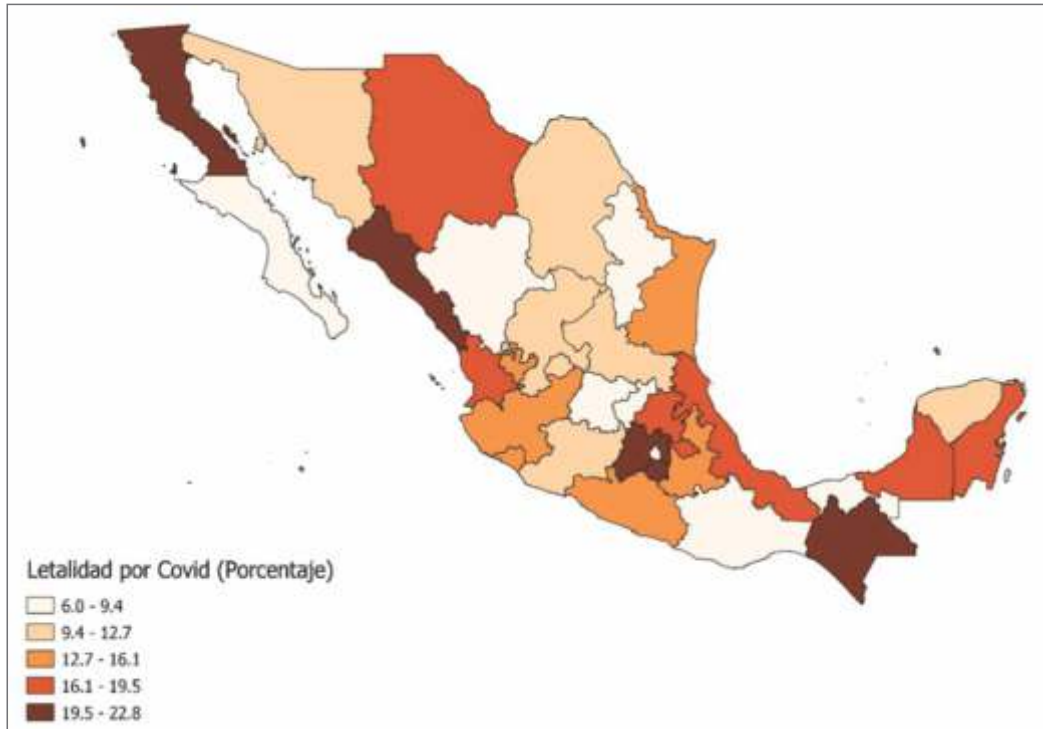 Letalidad por Covid (Porcentaje)
6.0 - 9.4
9.4 - 12.7
12.7 - 16.1
16.1 - 19.5
19.5 - 22.8